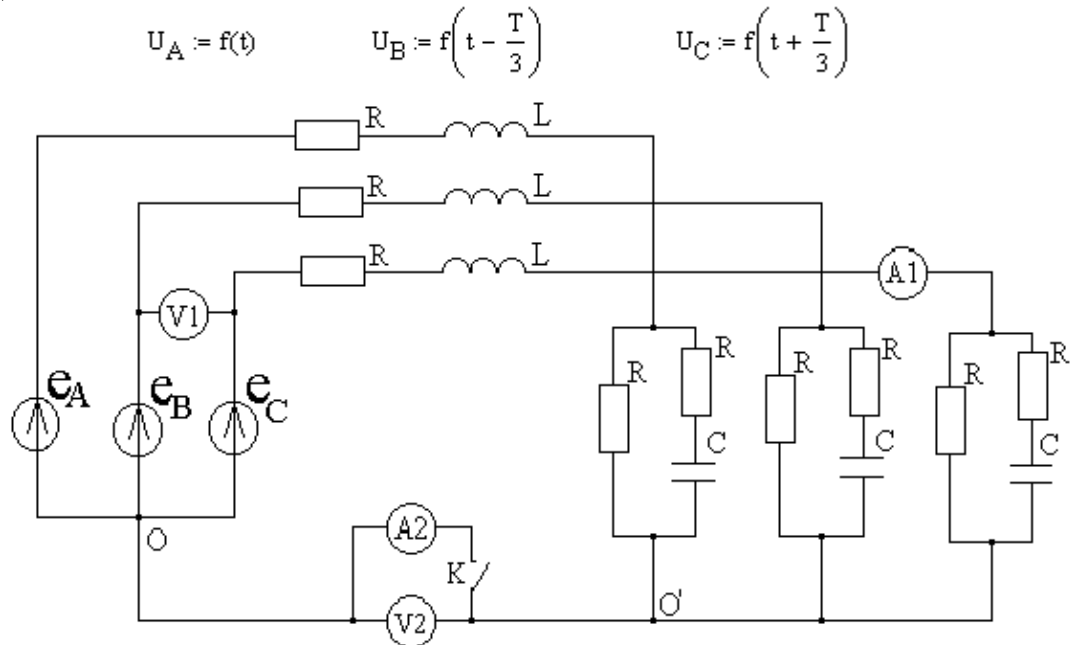 U_A := f(t) U_B := f(t - T/3) U_C := f(t + T/3)
R L
R L
R L
A1
V1
e_A e_B e_C
R R C
R R C
R R C
O
A2
K
V2
O'